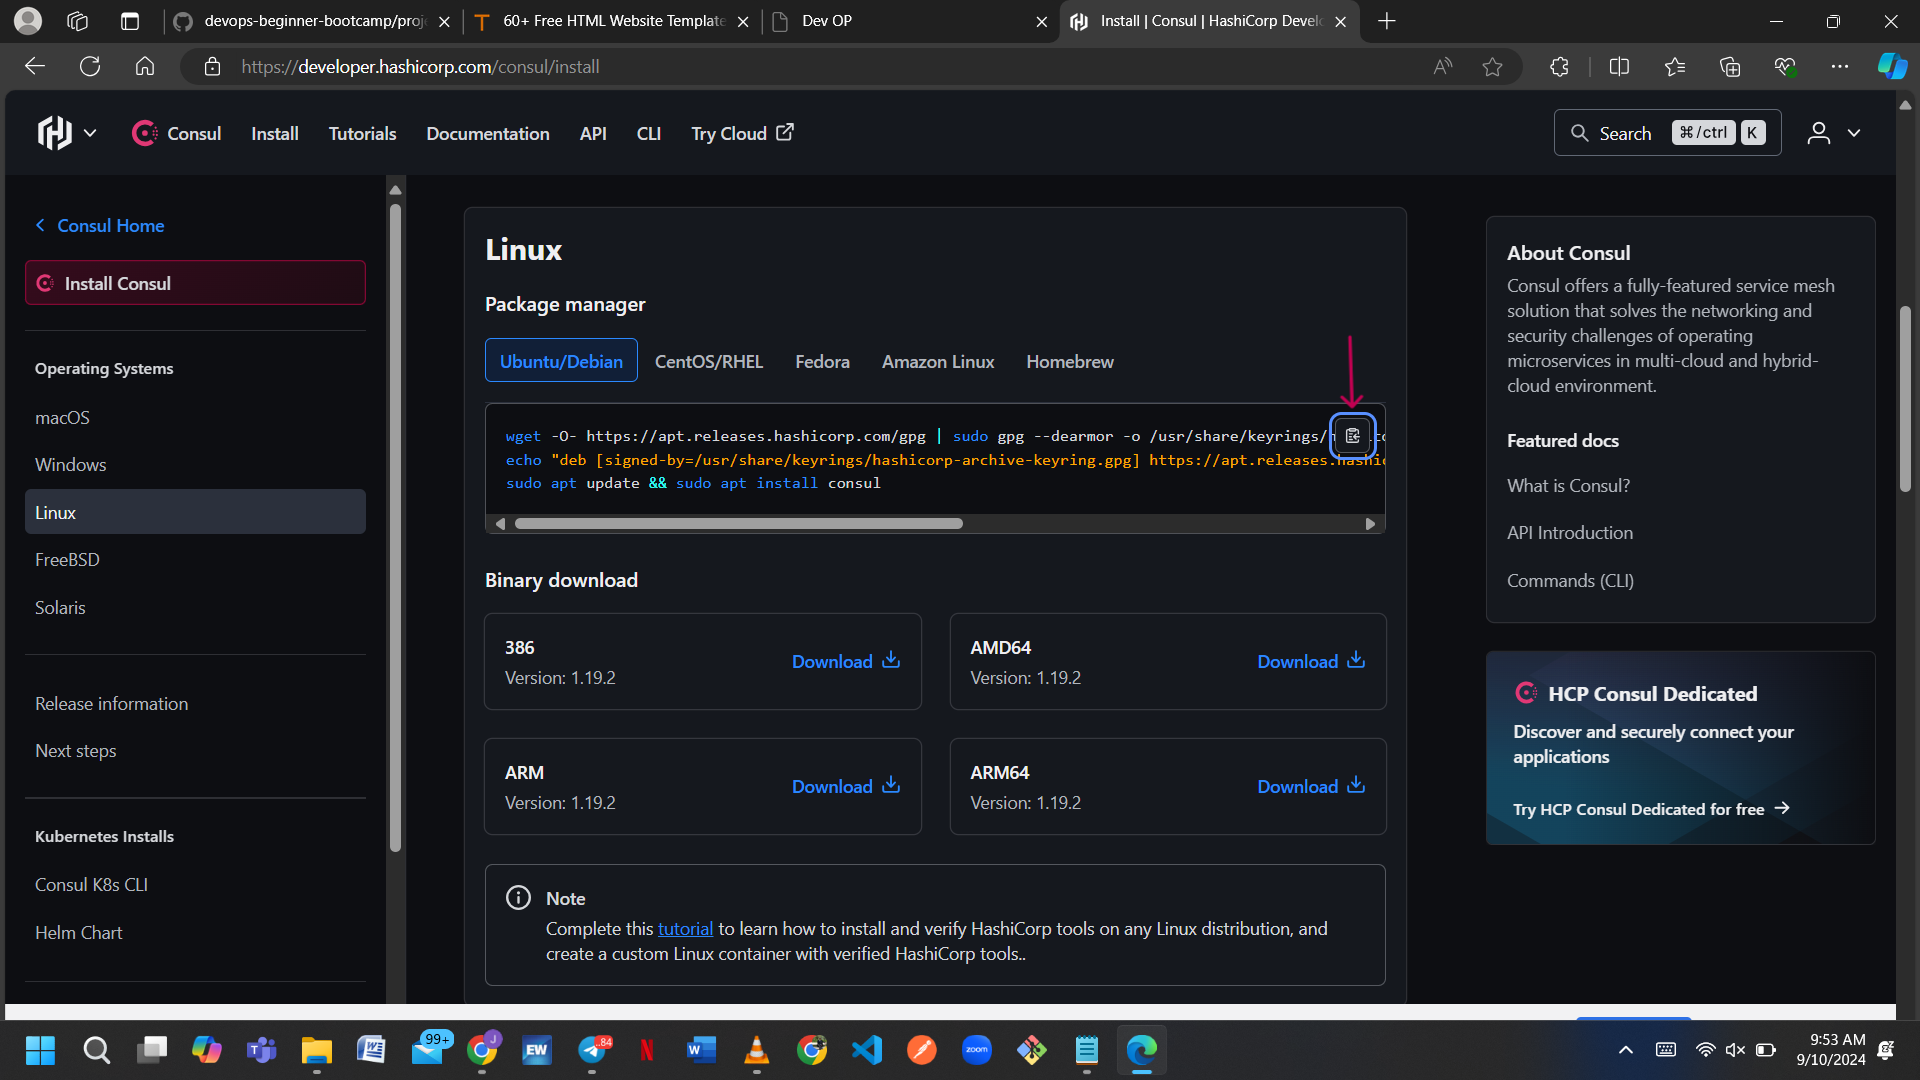 devops-beginner-bootcamp/proj
60+ Free HTML Website Template
Dev OP
Install | Consul | HashiCorp Develo
https://developer.hashicorp.com/consul/install
Consul
Install
Tutorials
Documentation
API
CLI
Try Cloud
Search
⌘/ctrl
K
Consul Home
Install Consul
Operating Systems
macOS
Windows
Linux
FreeBSD
Solaris
Release information
Next steps
Kubernetes Installs
Consul K8s CLI
Helm Chart
Linux
Package manager
Ubuntu/Debian
CentOS/RHEL
Fedora
Amazon Linux
Homebrew
wget -O- https://apt.releases.hashicorp.com/gpg | sudo gpg --dearmor -o /usr/share/keyrings/
echo "deb [signed-by=/usr/share/keyrings/hashicorp-archive-keyring.gpg] https://apt.releases.hashic
sudo apt update && sudo apt install consul
Binary download
386
Version: 1.19.2
Download
AMD64
Version: 1.19.2
Download
ARM
Version: 1.19.2
Download
ARM64
Version: 1.19.2
Download
Note
Complete this tutorial to learn how to install and verify HashiCorp tools on any Linux distribution, and
create a custom Linux container with verified HashiCorp tools..
About Consul
Consul offers a fully-featured service mesh
solution that solves the networking and
security challenges of operating
microservices in multi-cloud and hybrid-
cloud environment.
Featured docs
What is Consul?
API Introduction
Commands (CLI)
HCP Consul Dedicated
Discover and securely connect your
applications
Try HCP Consul Dedicated for free
99+
J
EW
84
N
W
zoom
9:53 AM
9/10/2024